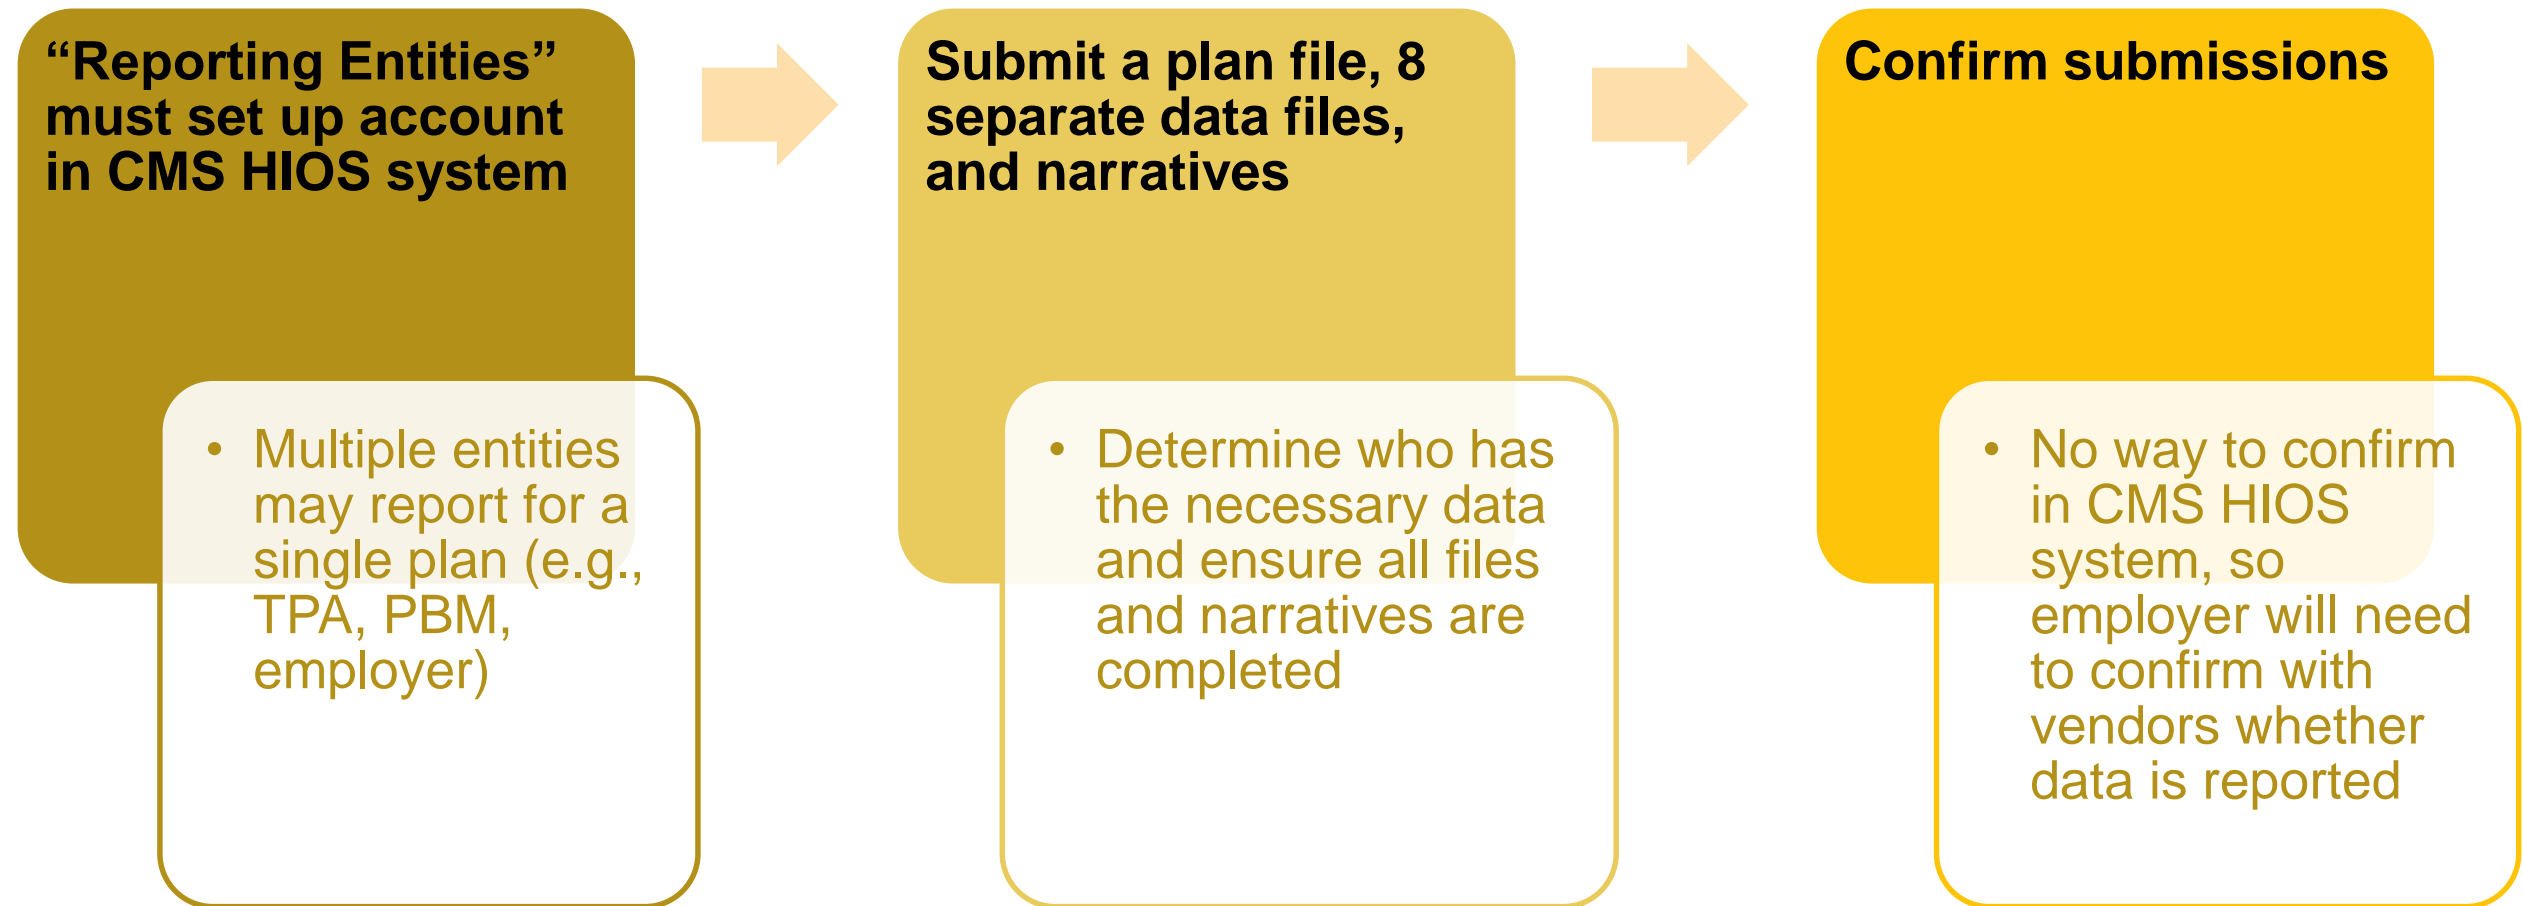 “Reporting Entities”
must set up account
in CMS HIOS system
• Multiple entities
may report for a
single plan (e.g.,
TPA, PBM,
employer)
Submit a plan file, 8
separate data files,
and narratives
• Determine who has
the necessary data
and ensure all files
and narratives are
completed
Confirm submissions
• No way to confirm
in CMS HIOS
system, so
employer will need
to confirm with
vendors whether
data is reported